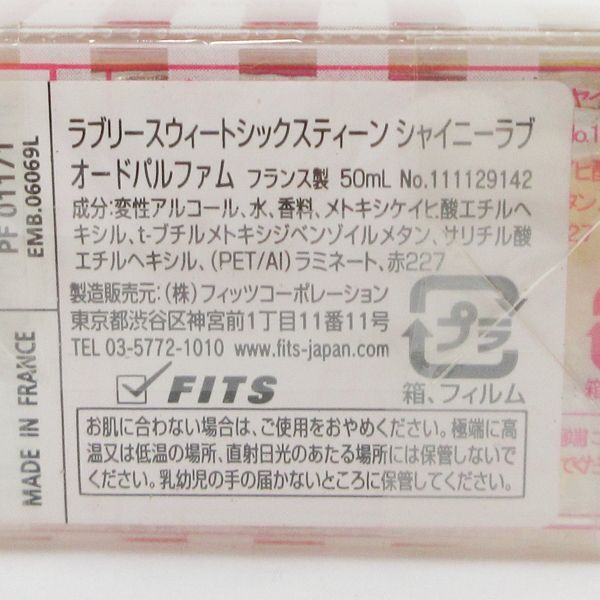 ラブリースウィートシックスティーン シャイニーラブ
オードパルファム フランス製 50mL No.111129142
成分:変性アルコール、水、香料、メトキシケイヒ酸エチルヘ
キシル、t-ブチルメトキシジベンゾイルメタン、サリチル酸
エチルヘキシル、(PET/Al)ラミネート、赤227
製造販売元:(株)フィッツコーポレーション
東京都渋谷区神宮前1丁目11番11号
TEL 03-5772-1010 www.fits-japan.com
FITS
プラ
箱、フィルム
お肌に合わない場合は、ご使用をおやめください。極端に高
温又は低温の場所、直射日光のあたる場所には保管しないで
ください。乳幼児の手の届かないところに保管してください。
PF 01171
EMB.06069L
MADE IN FRANCE